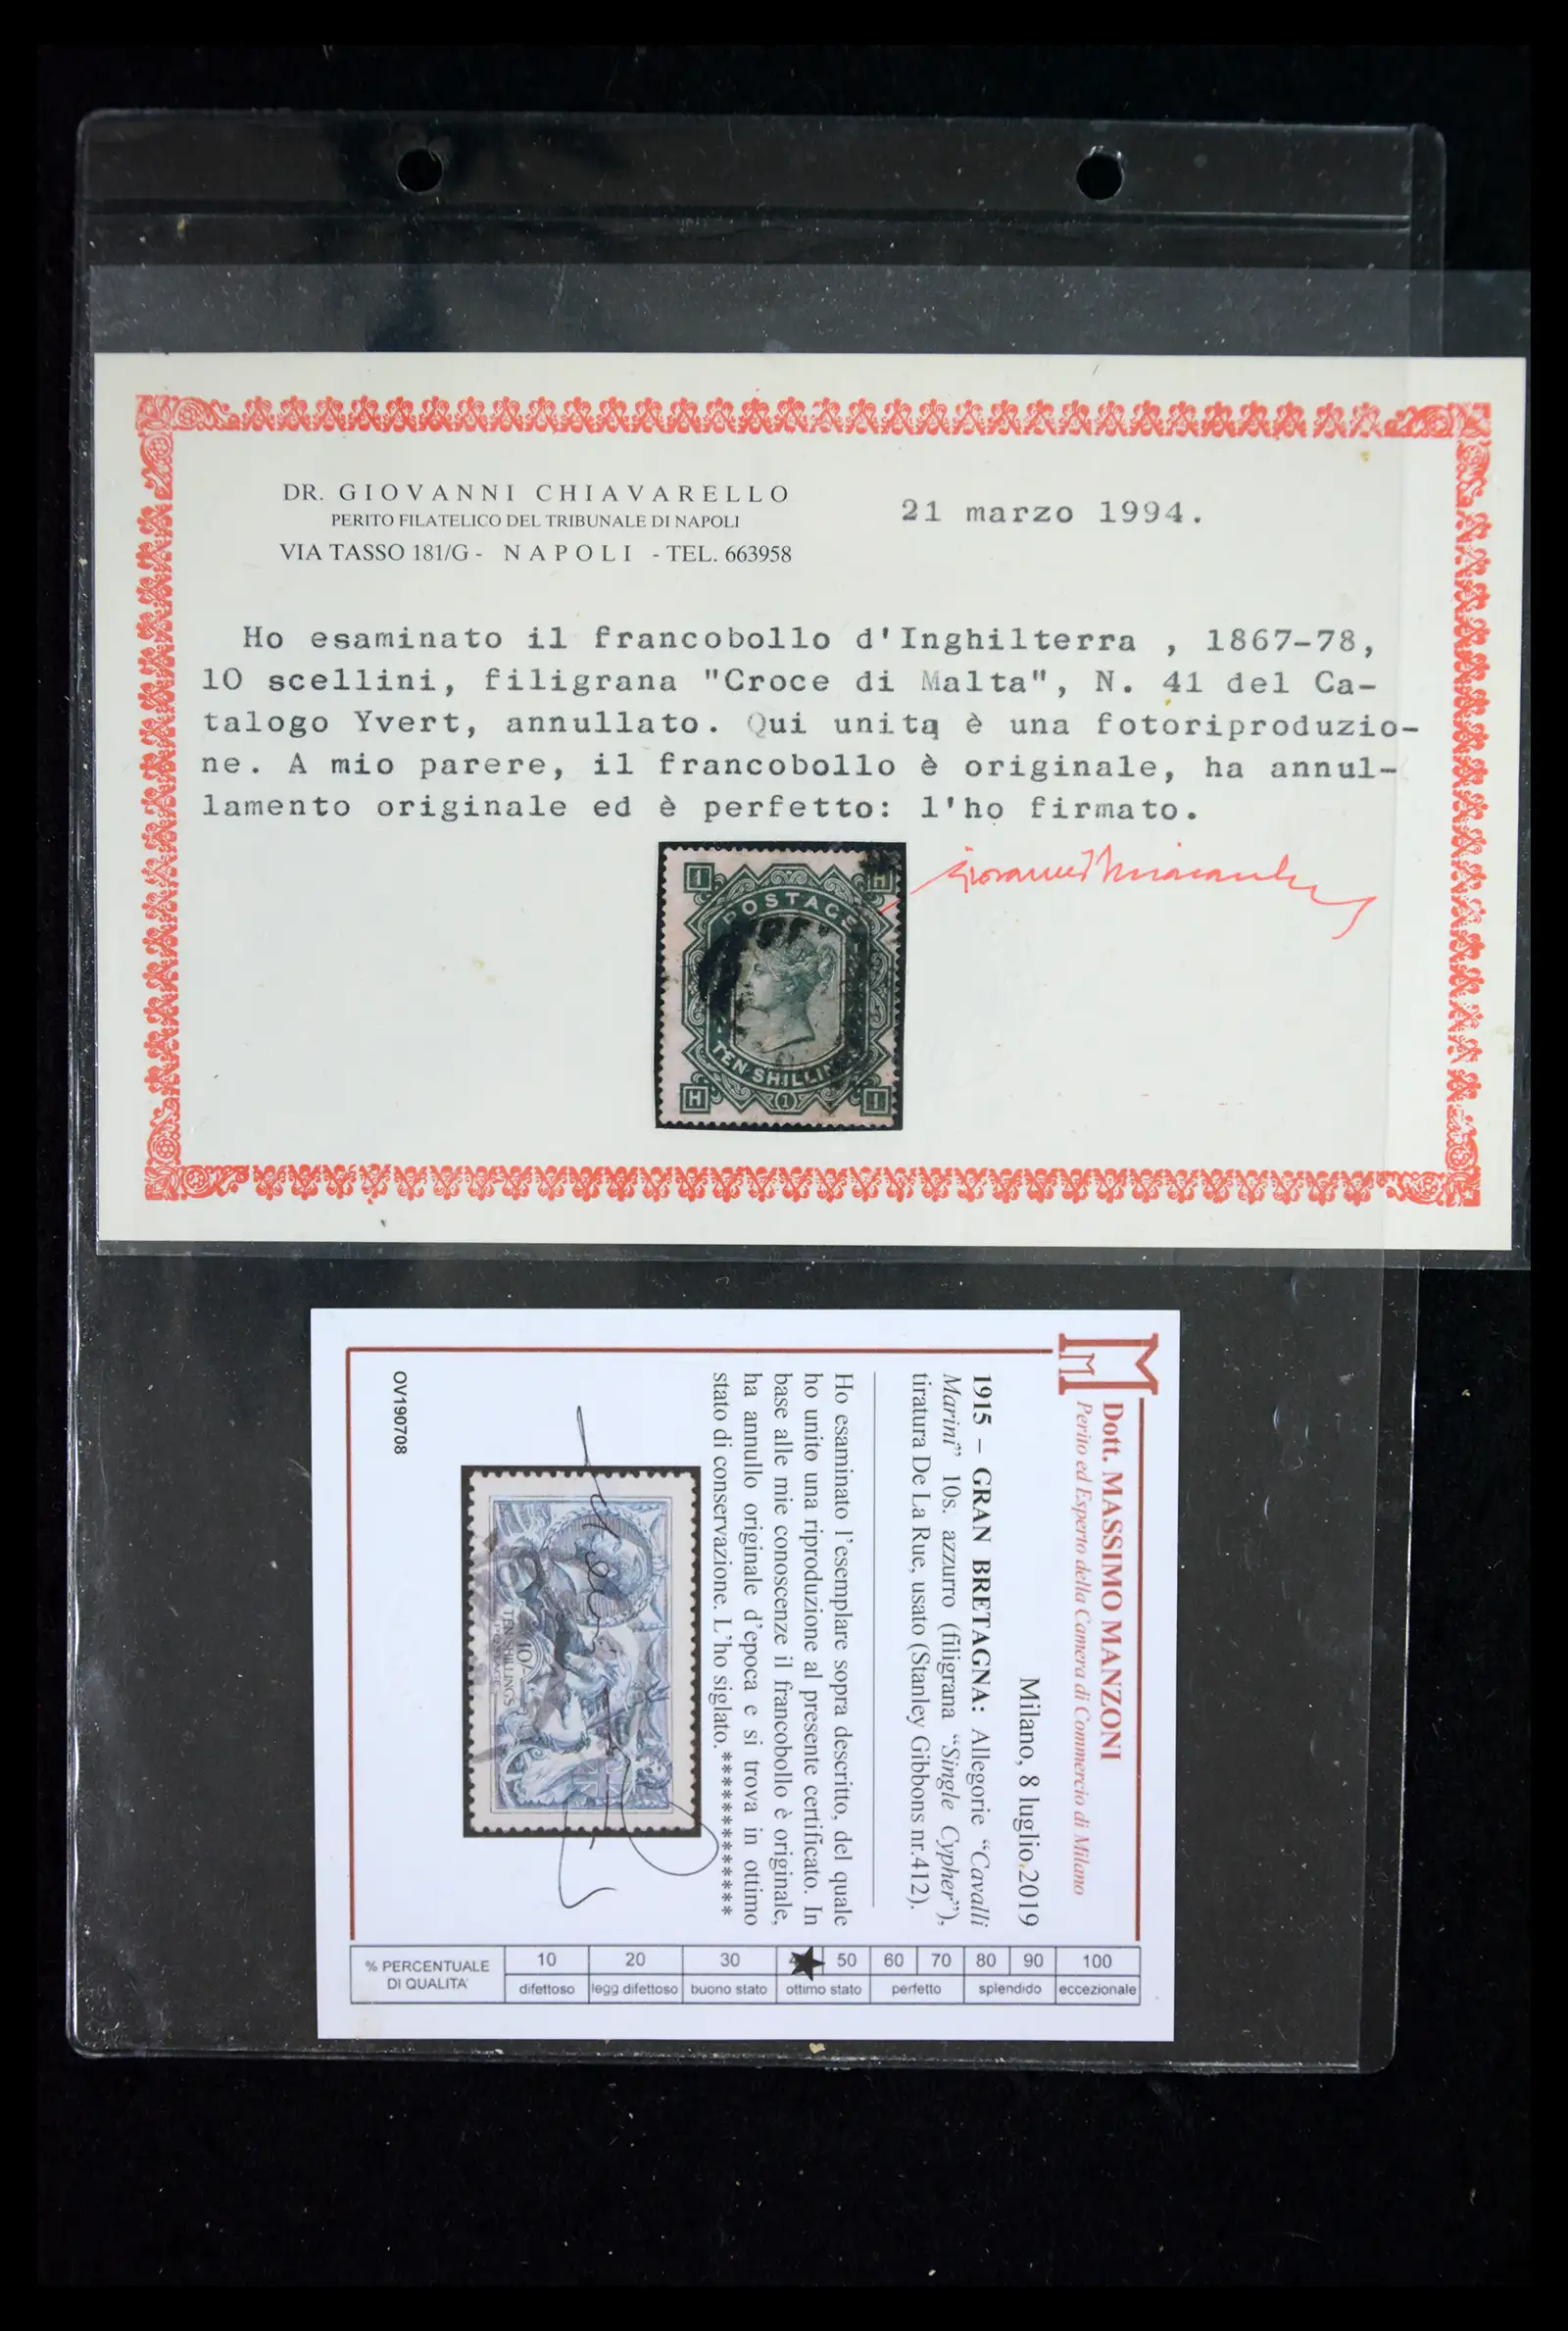 DR. GIOVANNI CHIAVARELLO
PERITO FILATELICO DEL TRIBUNALE DI NAPOLI
VIA TASSO 181/G - NAPOLI - TEL. 663958
21 marzo 1994.
Ho esaminato il francobollo d'Inghilterra , 1867-78,
10 scellini, filigrana "Croce di Malta", N. 41 del Ca-
talogo Yvert, annullato. Qui unita è una fotoriproduzio-
ne. A mio parere, il francobollo è originale, ha annul-
lamento originale ed è perfetto: l'ho firmato.
I H
POSTAGE
TEN SHILLIN
H 1 I
M M
Dott. MASSIMO MANZONI
Perito ed Esperto della Camera di Commercio di Milano
Milano, 8 luglio 2019
1915 – GRAN BRETAGNA: Allegorie “Cavalli
Marini” 10s. azzurro (filigrana “Single Cypher”),
tiratura De La Rue, usato (Stanley Gibbons nr.412).
Ho esaminato l’esemplare sopra descritto, del quale
ho unito una riproduzione al presente certificato. In
base alle mie conoscenze il francobollo è originale,
ha annullo originale d’epoca e si trova in ottimo
stato di conservazione. L’ho siglato.*************
10/-
TEN SHILLINGS
POSTAGE
OV190708
% PERCENTUALE
DI QUALITA'
10 20 30 50 60 70 80 90 100
difettoso legg difettoso buono stato ottimo stato perfetto splendido eccezionale